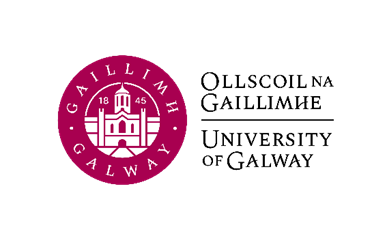 GAILLIMH
18 45
GALWAY
OLLSCOIL NA
GAILLIMHE
UNIVERSITY
OF GALWAY